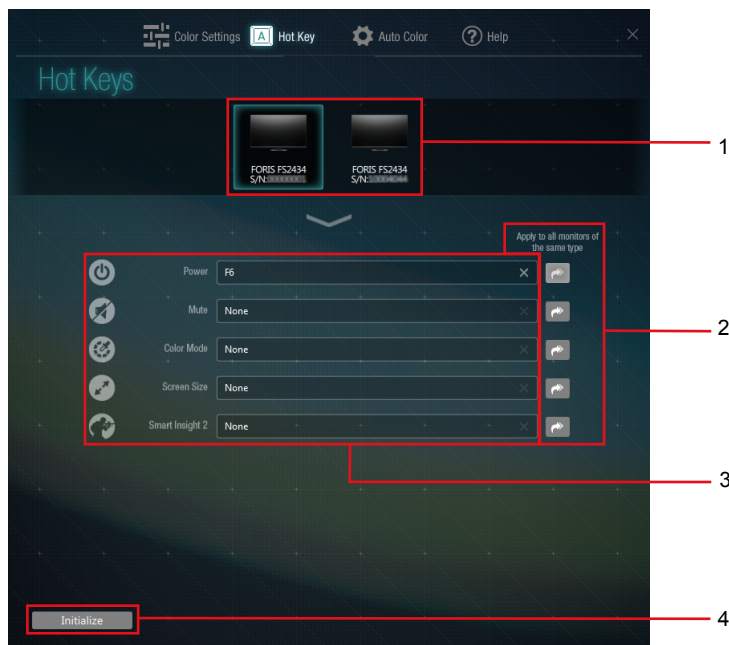 Color Settings A Hot Key Auto Color ? Help
Hot Keys
1
FORIS FS2434 FORIS FS2434
S/N: S/N:
Apply to all monitors of
the same type
Power F6
2
Mute None
Color Mode None
Screen Size None
Smart Insight 2 None
3
Initialize
4